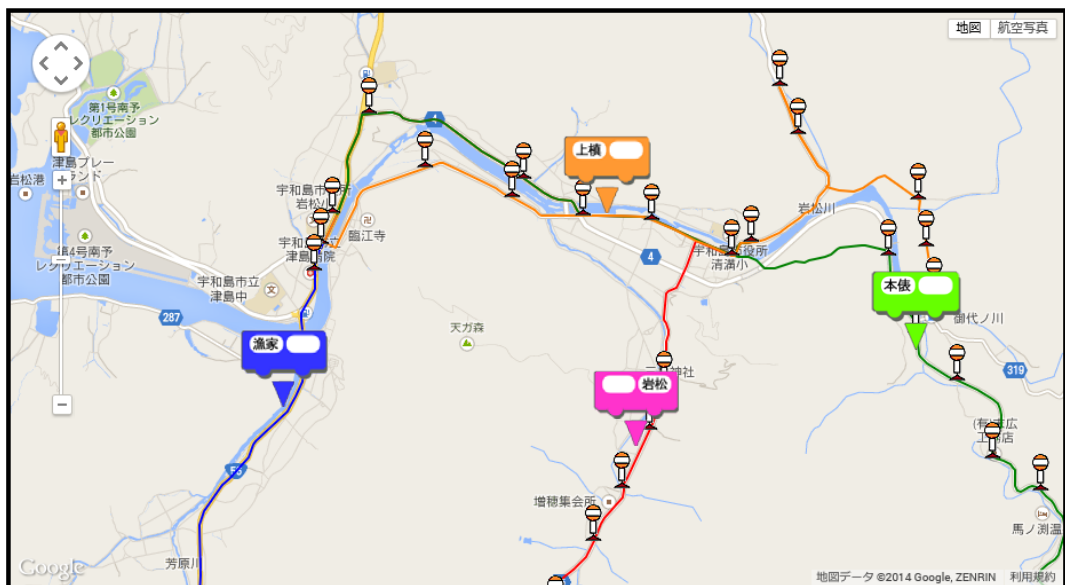 地図
航空写真
第1号南予
レクリエーション
都市公園
4
津島プレー
ランド
岩松港
上槙
宇和島市
所
岩松
臨江寺
岩松川
第4号南予
レクリエーション
都市公園
宇和島市立
津島
院
宇和島市役所
清満小
4
宇和島市立
津島中
本俵
287
御代ノ川
天ガ森
漁家
神社
319
岩松
広
店
56
増穂集会所
馬ノ渕温
芳原川
Google
地図データ ©2014 Google, ZENRIN
利用規約